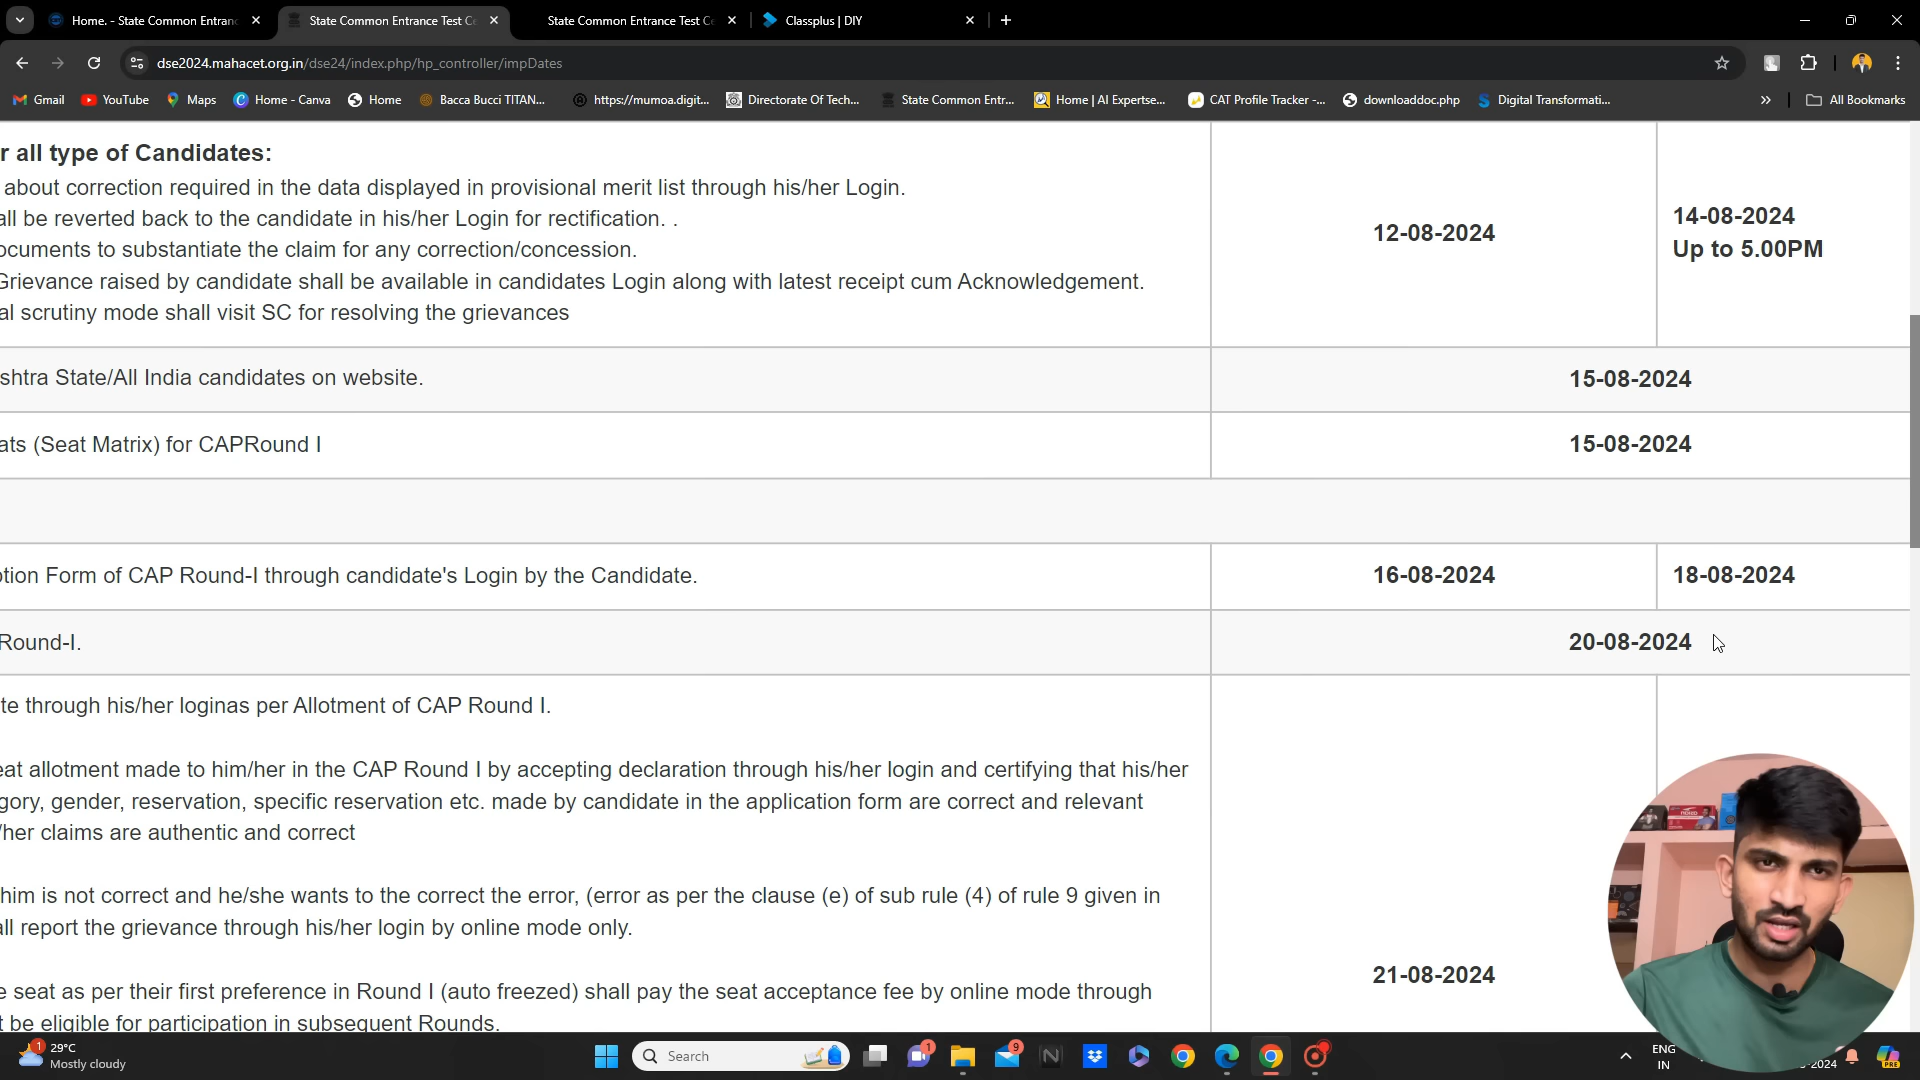 Home. - State Common Entran
State Common Entrance Test Ce
State Common Entrance Test Ce
Classplus | DIY
dse2024.mahacet.org.in/dse24/index.php/hp_controller/impDates
Gmail
YouTube
Maps
Home - Canva
Home
Bacca Bucci TITAN...
https://mumoa.digit...
Directorate Of Tech...
State Common Entr...
Home | AI Expertse...
CAT Profile Tracker -...
downloaddoc.php
Digital Transformati...
All Bookmarks
r all type of Candidates:
about correction required in the data displayed in provisional merit list through his/her Login.
all be reverted back to the candidate in his/her Login for rectification. .
ocuments to substantiate the claim for any correction/concession.
Grievance raised by candidate shall be available in candidates Login along with latest receipt cum Acknowledgement.
al scrutiny mode shall visit SC for resolving the grievances
12-08-2024
14-08-2024
Up to 5.00PM
shtra State/All India candidates on website.
15-08-2024
ats (Seat Matrix) for CAPRound I
15-08-2024
otion Form of CAP Round-I through candidate's Login by the Candidate.
16-08-2024
18-08-2024
Round-I.
20-08-2024
te through his/her loginas per Allotment of CAP Round I.
eat allotment made to him/her in the CAP Round I by accepting declaration through his/her login and certifying that his/her
gory, gender, reservation, specific reservation etc. made by candidate in the application form are correct and relevant
/her claims are authentic and correct
him is not correct and he/she wants to the correct the error, (error as per the clause (e) of sub rule (4) of rule 9 given in
all report the grievance through his/her login by online mode only.
e seat as per their first preference in Round I (auto freezed) shall pay the seat acceptance fee by online mode through
t be eligible for participation in subsequent Rounds.
21-08-2024
1
29°C
Mostly cloudy
Search
1
9
ENG
IN
-2024
PRE